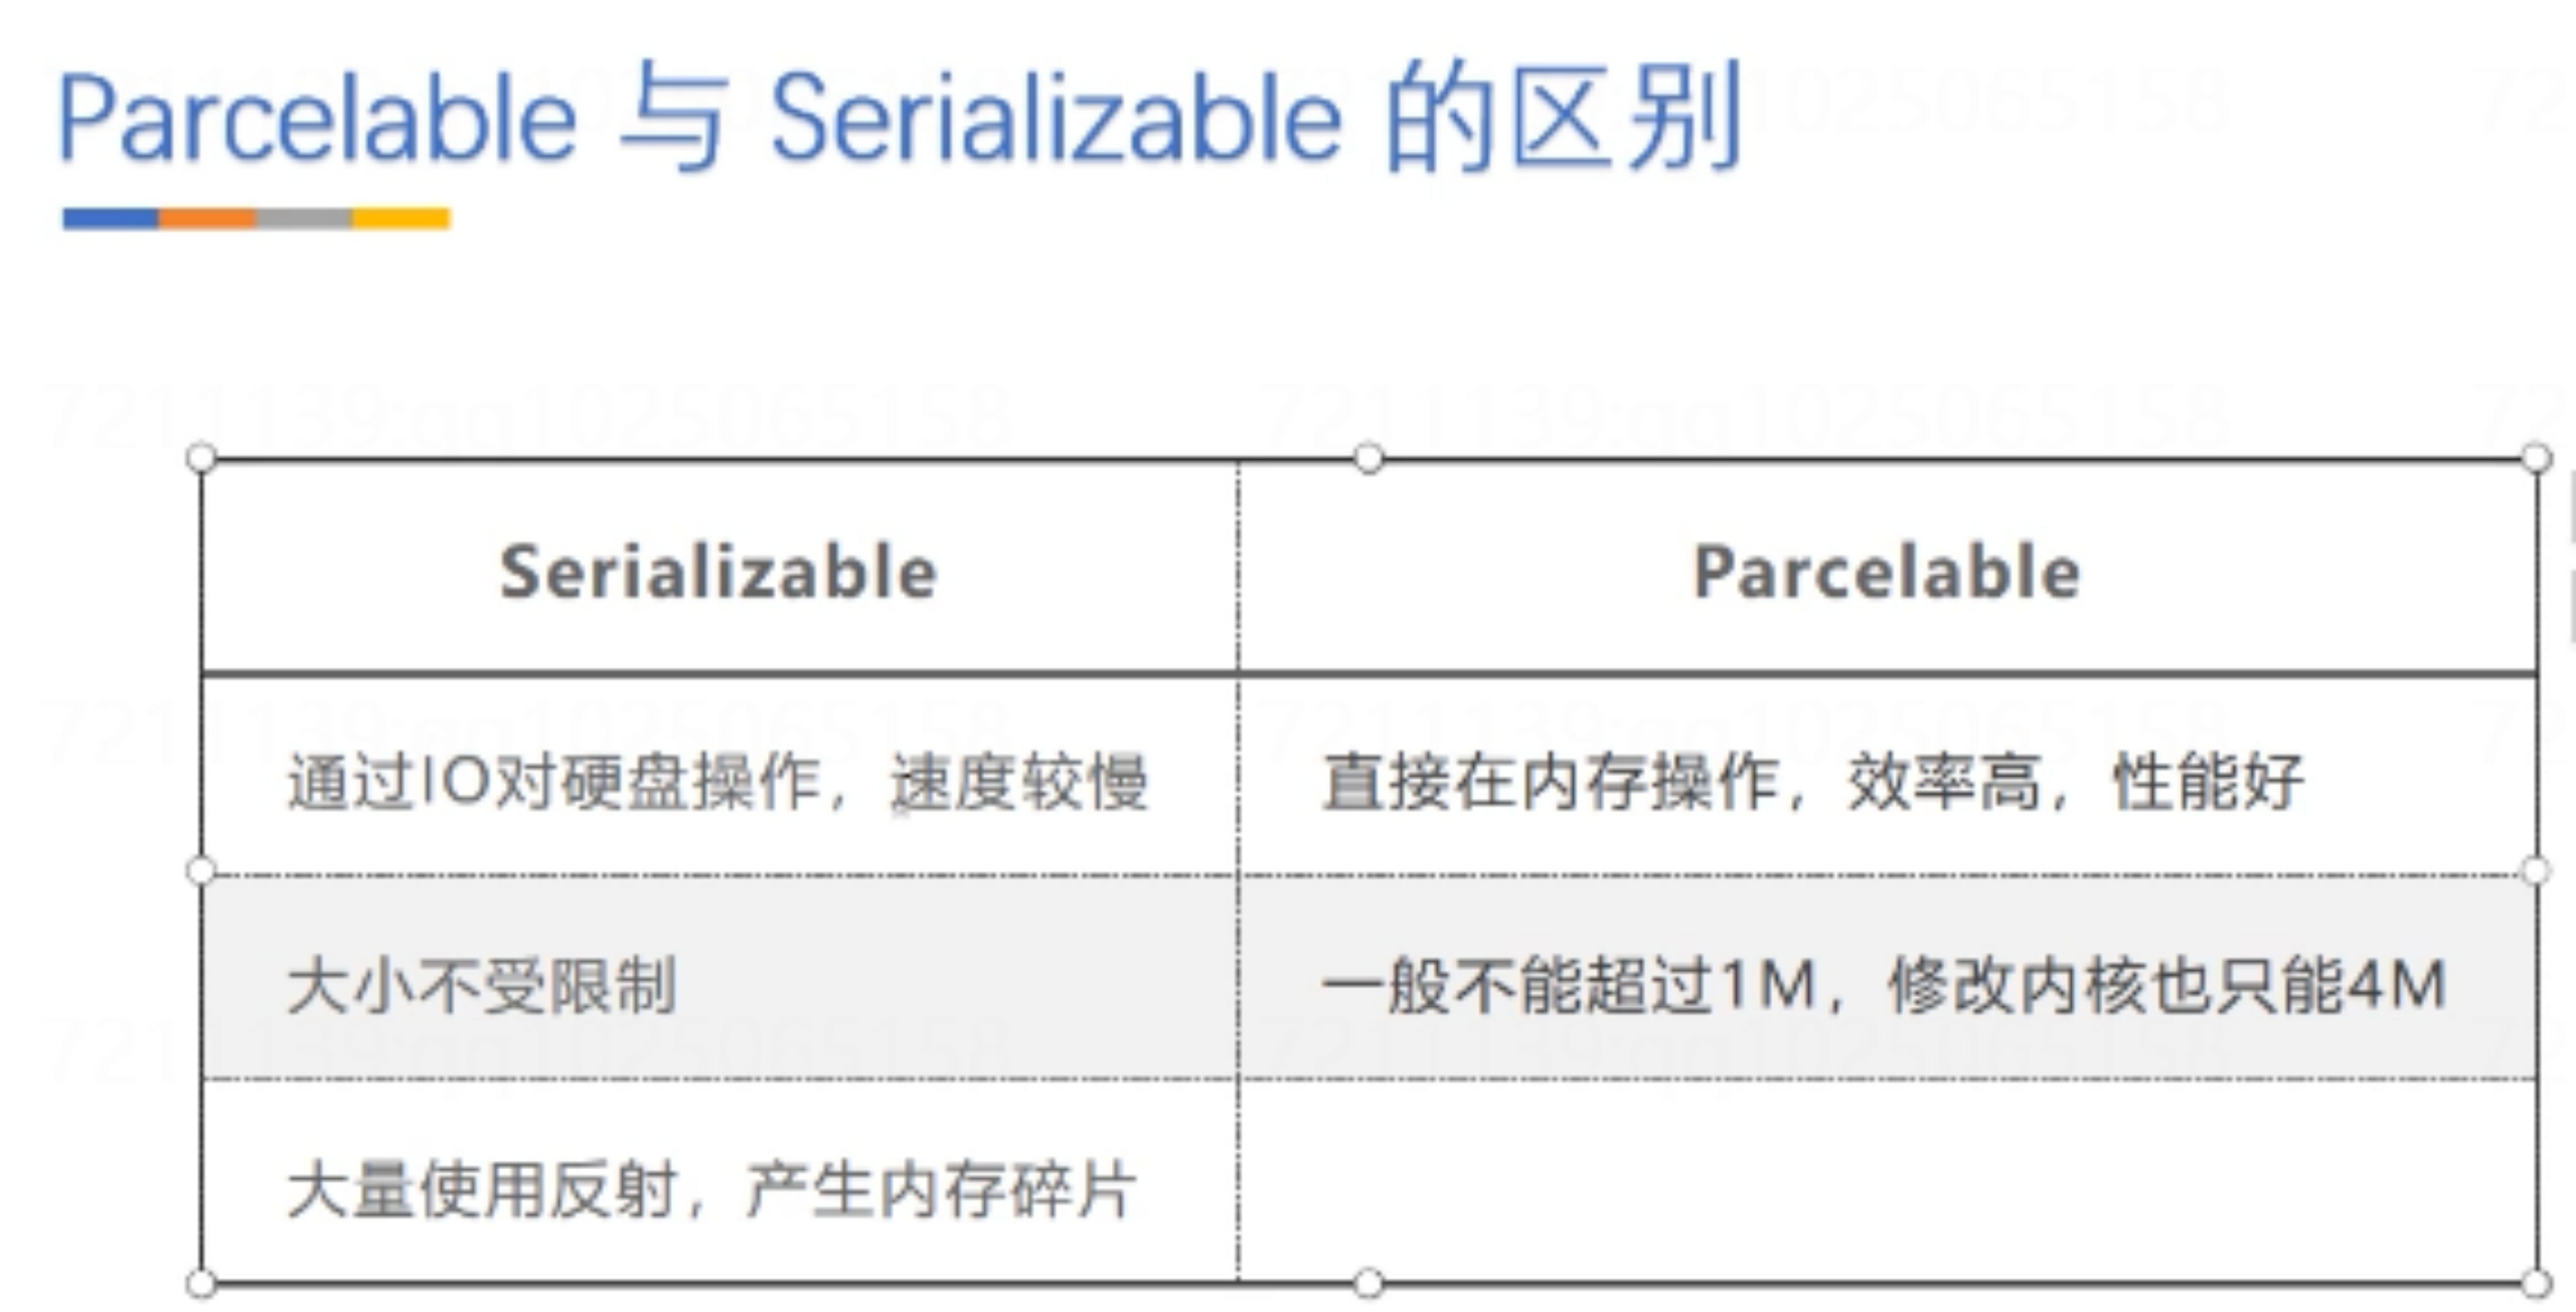 Parcelable 与 Serializable 的区别
7211139:qq1025065158 7211139:qq1025065158
Serializable Parcelable
通过IO对硬盘操作，速度较慢 直接在内存操作，效率高，性能好
大小不受限制 一般不能超过1M，修改内核也只能4M
大量使用反射，产生内存碎片